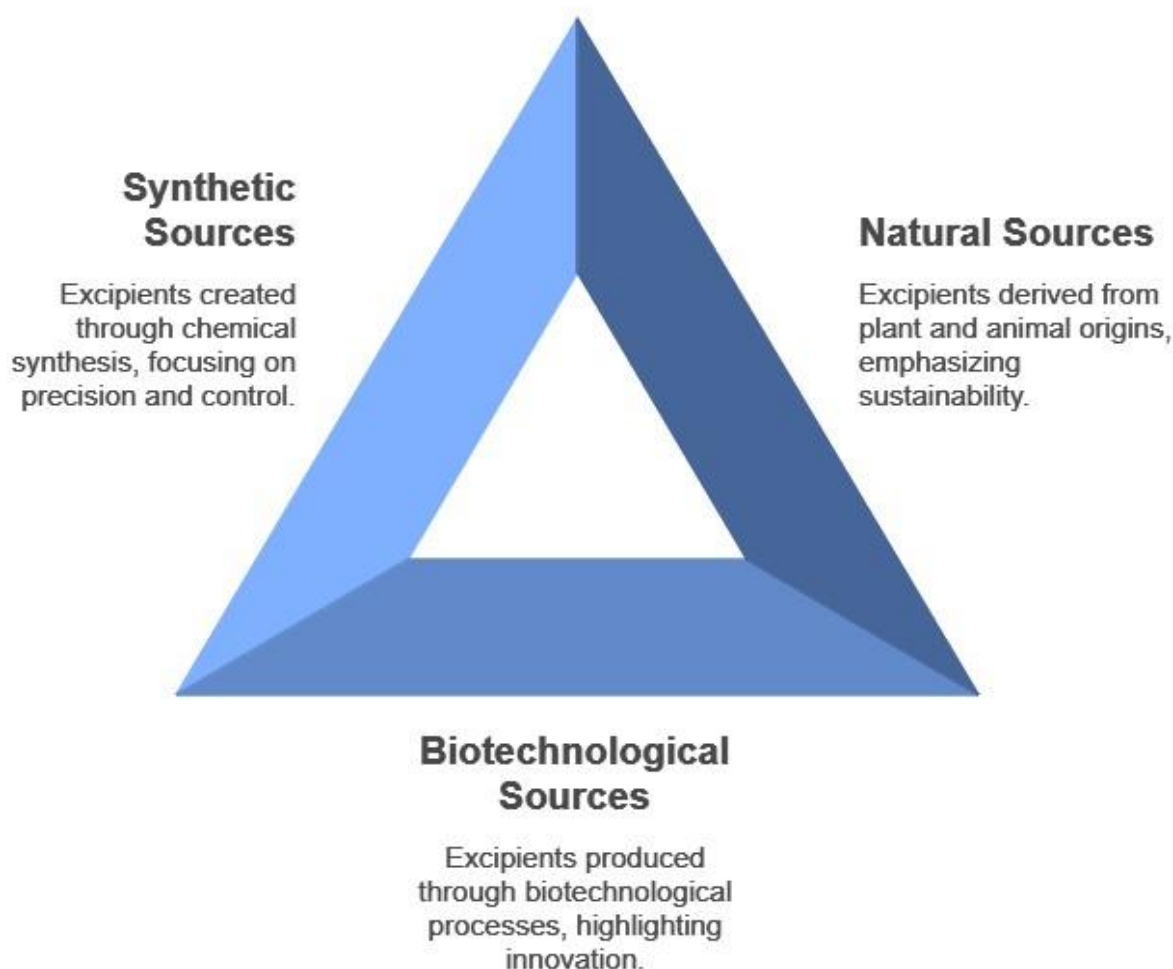 Synthetic
Sources
Excipients created
through chemical
synthesis, focusing on
precision and control.
Natural Sources
Excipients derived from
plant and animal origins,
emphasizing
sustainability.
Biotechnological
Sources
Excipients produced
through biotechnological
processes, highlighting
innovation.